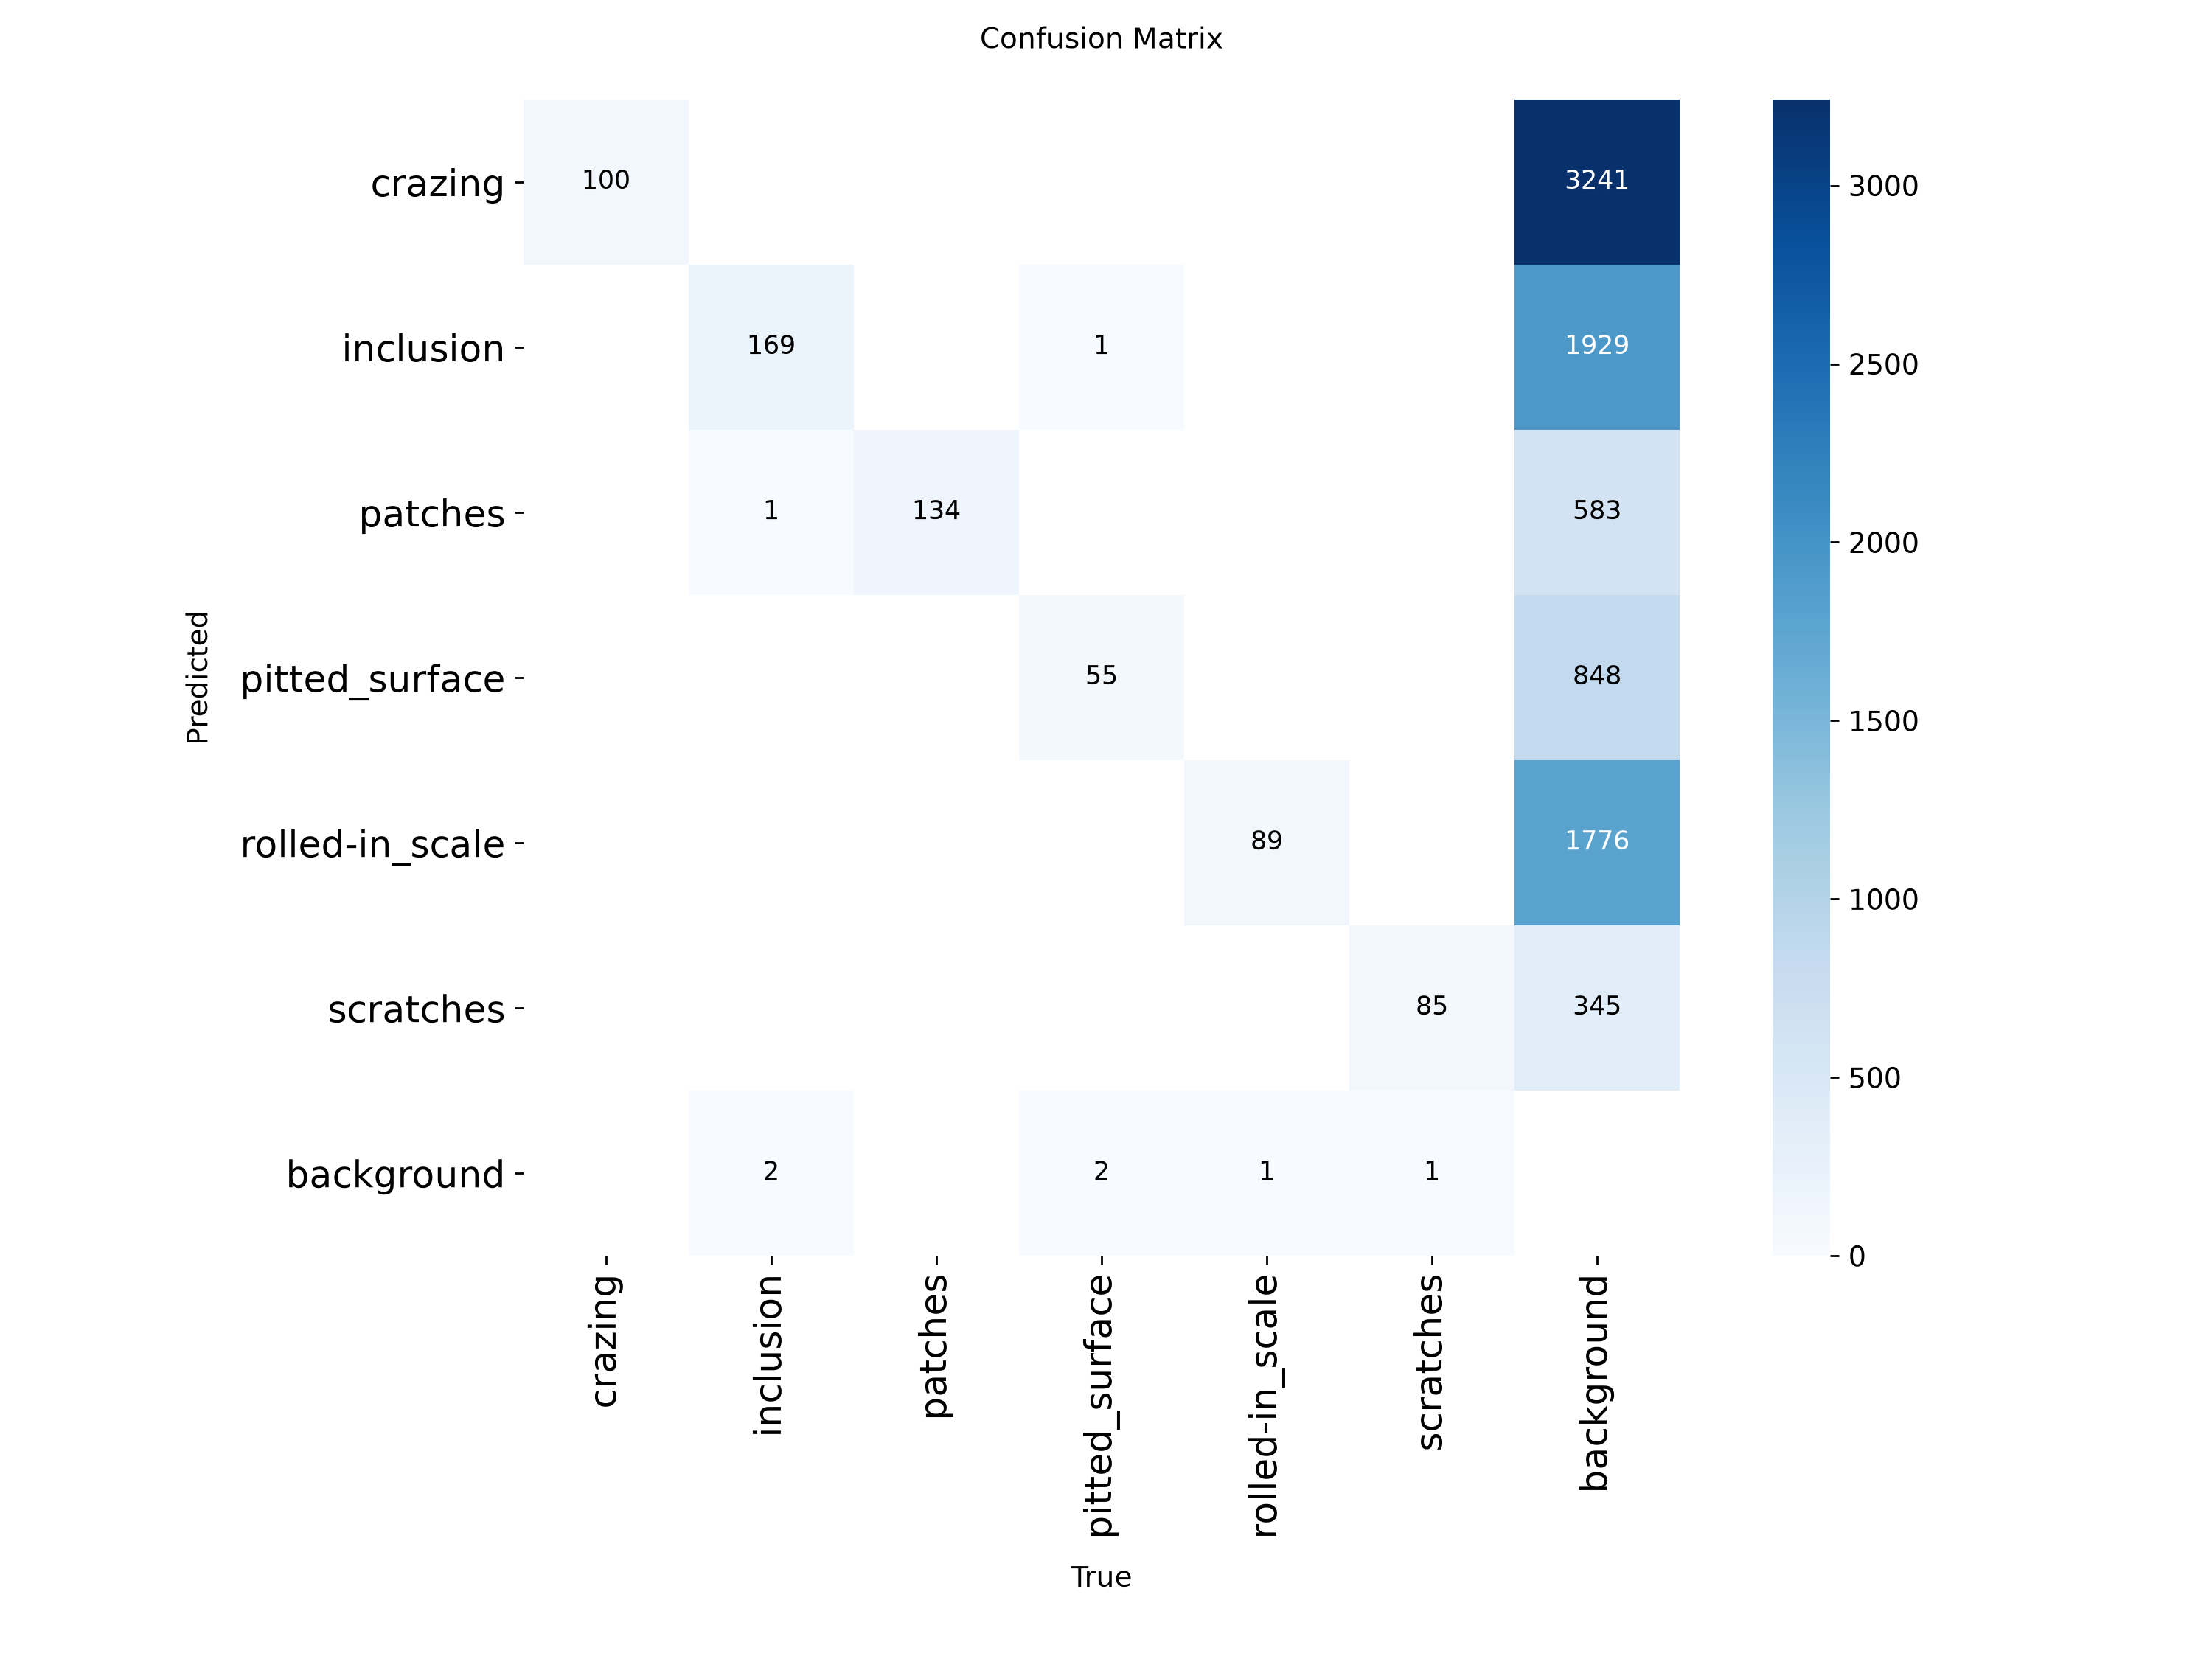 Confusion Matrix
crazing
100
3241
3000
inclusion
169
1
1929
2500
patches
1
134
583
2000
Predicted
pitted_surface
55
848
1500
rolled-in_scale
89
1776
1000
scratches
85
345
500
background
2
2
1
1
0
crazing
inclusion
patches
pitted_surface
rolled-in_scale
scratches
background
True